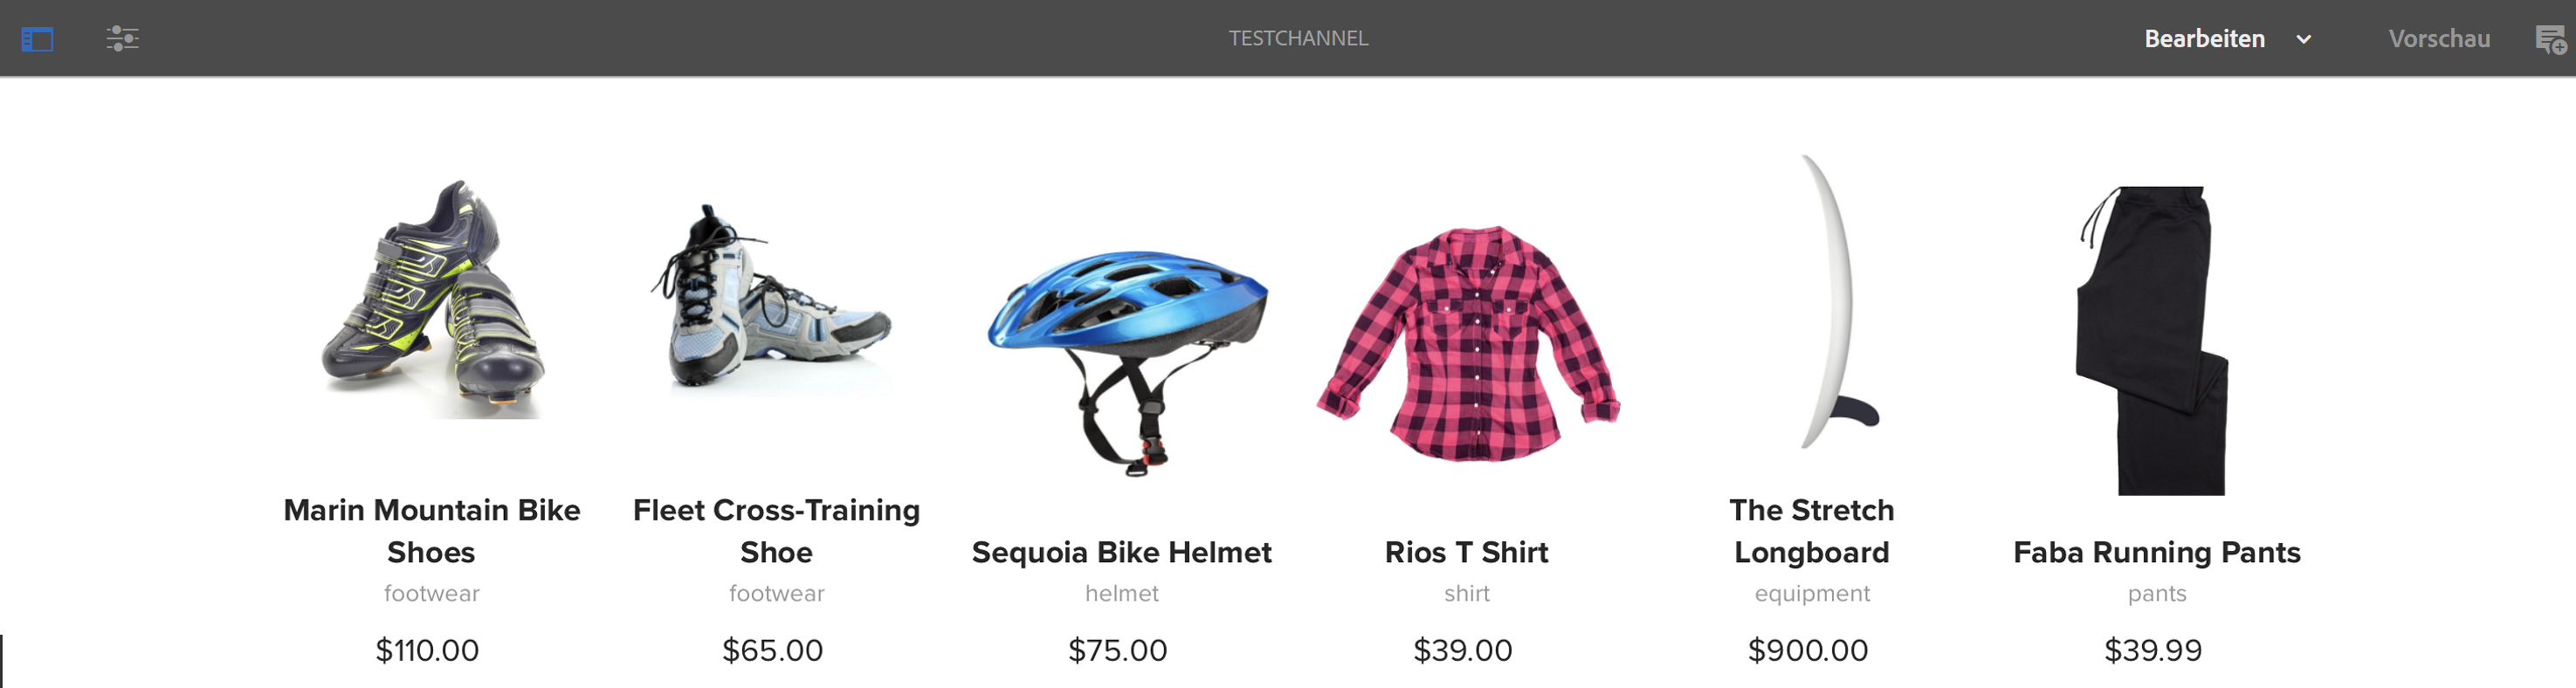 TESTCHANNEL
Bearbeiten
Vorschau
Marin Mountain Bike
Shoes
footwear
$110.00
Fleet Cross-Training
Shoe
footwear
$65.00
Sequoia Bike Helmet
helmet
$75.00
Rios T Shirt
shirt
$39.00
The Stretch
Longboard
equipment
$900.00
Faba Running Pants
pants
$39.99